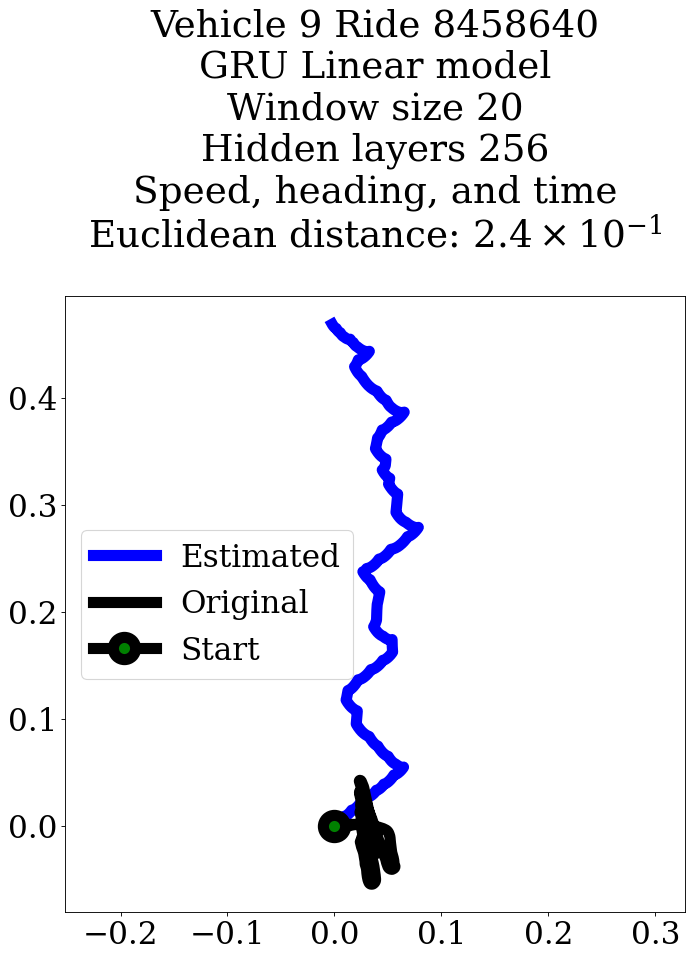 Vehicle 9 Ride 8458640
GRU Linear model
Window size 20
Hidden layers 256
Speed, heading, and time
Euclidean distance: 2.4 × 10⁻¹
0.4
0.3
0.2
0.1
0.0
Estimated
Original
Start
−0.2 −0.1 0.0 0.1 0.2 0.3